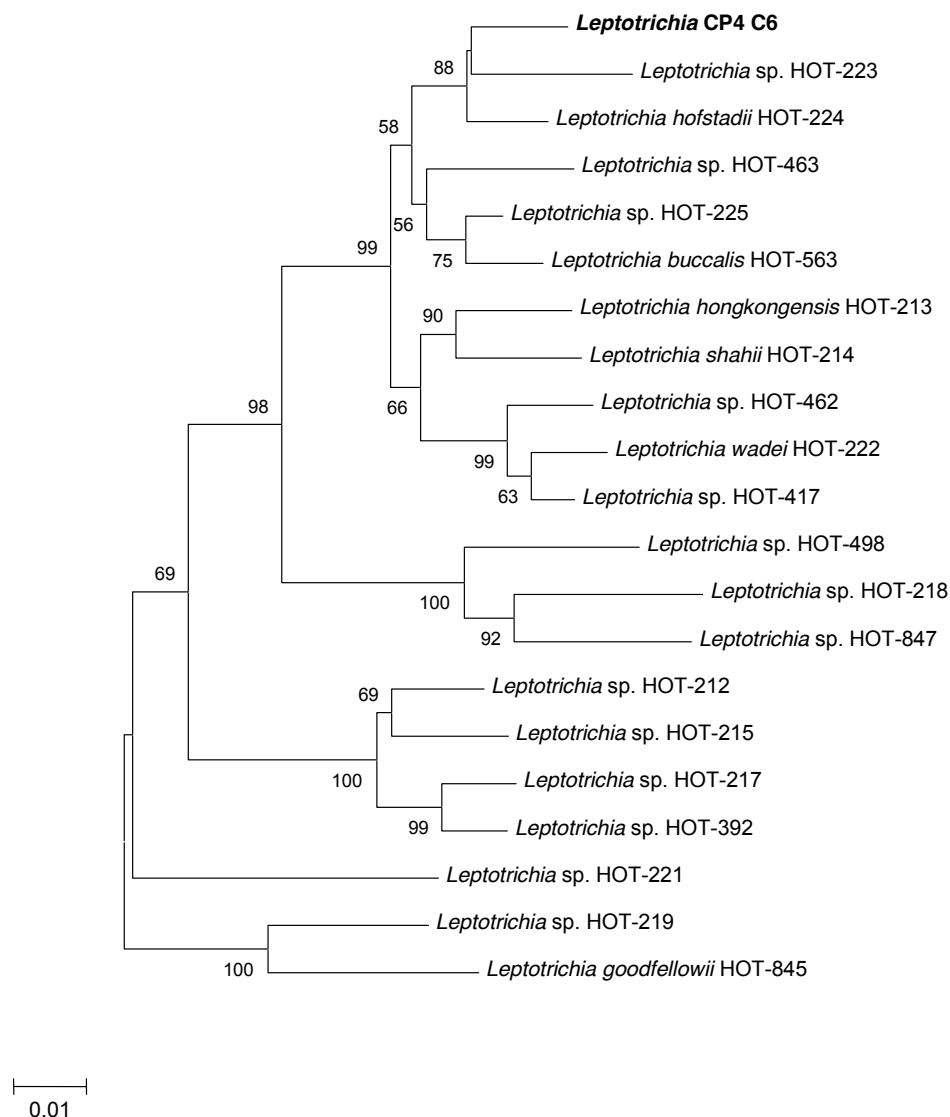 Leptotrichia CP4 C6
88
Leptotrichia sp. HOT-223
Leptotrichia hofstadii HOT-224
58
Leptotrichia sp. HOT-463
Leptotrichia sp. HOT-225
56
99
75
Leptotrichia buccalis HOT-563
Leptotrichia hongkongensis HOT-213
90
Leptotrichia shahii HOT-214
98
66
Leptotrichia sp. HOT-462
Leptotrichia wadei HOT-222
99
63
Leptotrichia sp. HOT-417
Leptotrichia sp. HOT-498
69
100
Leptotrichia sp. HOT-218
92
Leptotrichia sp. HOT-847
Leptotrichia sp. HOT-212
69
Leptotrichia sp. HOT-215
100
Leptotrichia sp. HOT-217
99
Leptotrichia sp. HOT-392
Leptotrichia sp. HOT-221
Leptotrichia sp. HOT-219
100
Leptotrichia goodfellowii HOT-845
0.01